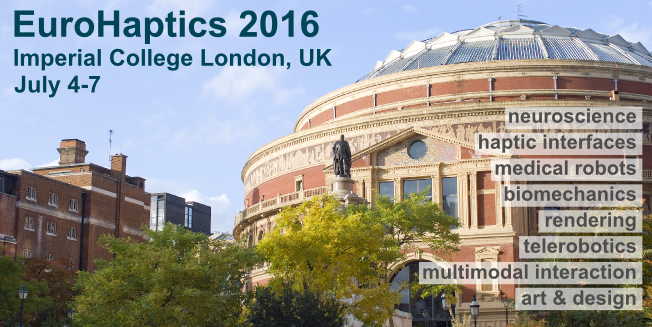 EuroHaptics 2016
Imperial College London, UK
July 4-7
neuroscience
haptic interfaces
medical robots
biomechanics
rendering
telerobotics
multimodal interaction
art & design